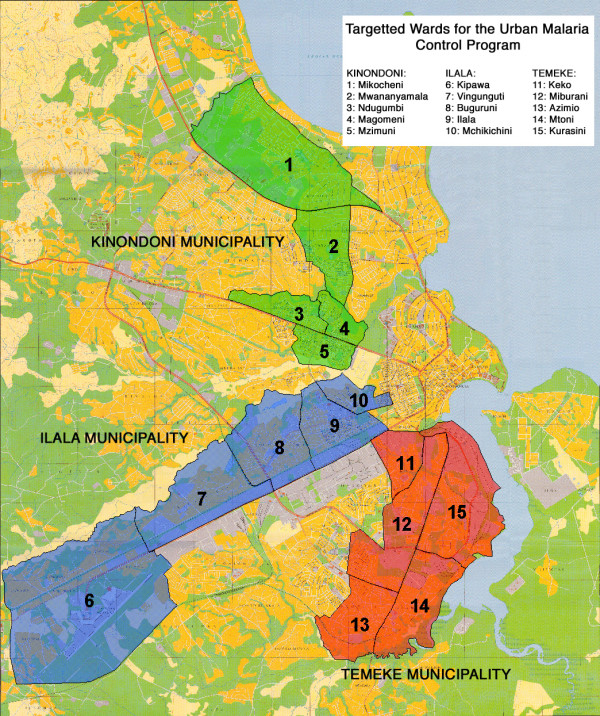 Targetted Wards for the Urban Malaria
Control Program
KINONDONI:
1: Mikocheni
2: Mwananyamala
3: Ndugumbi
4: Magomeni
5: Mzimuni
ILALA:
6: Kipawa
7: Vingunguti
8: Buguruni
9: Ilala
10: Mchikichini
TEMEKE:
11: Keko
12: Miburani
13: Azimio
14: Mtoni
15: Kurasini
1
KINONDONI MUNICIPALITY
2
3
4
5
10
ILALA MUNICIPALITY
9
8
11
7
12
15
6
14
13
TEMEKE MUNICIPALITY